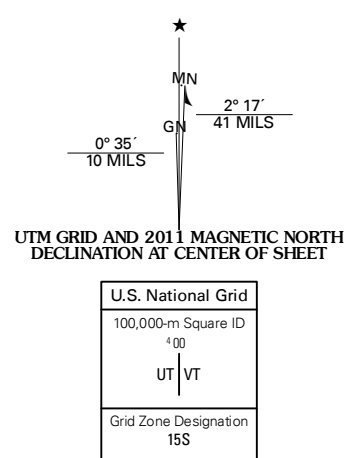 ★
MN
2° 17´
41 MILS
GN
0° 35´
10 MILS
UTM GRID AND 2011 MAGNETIC NORTH
DECLINATION AT CENTER OF SHEET
U.S. National Grid
100,000-m Square ID
⁴00
UT VT
Grid Zone Designation
15S